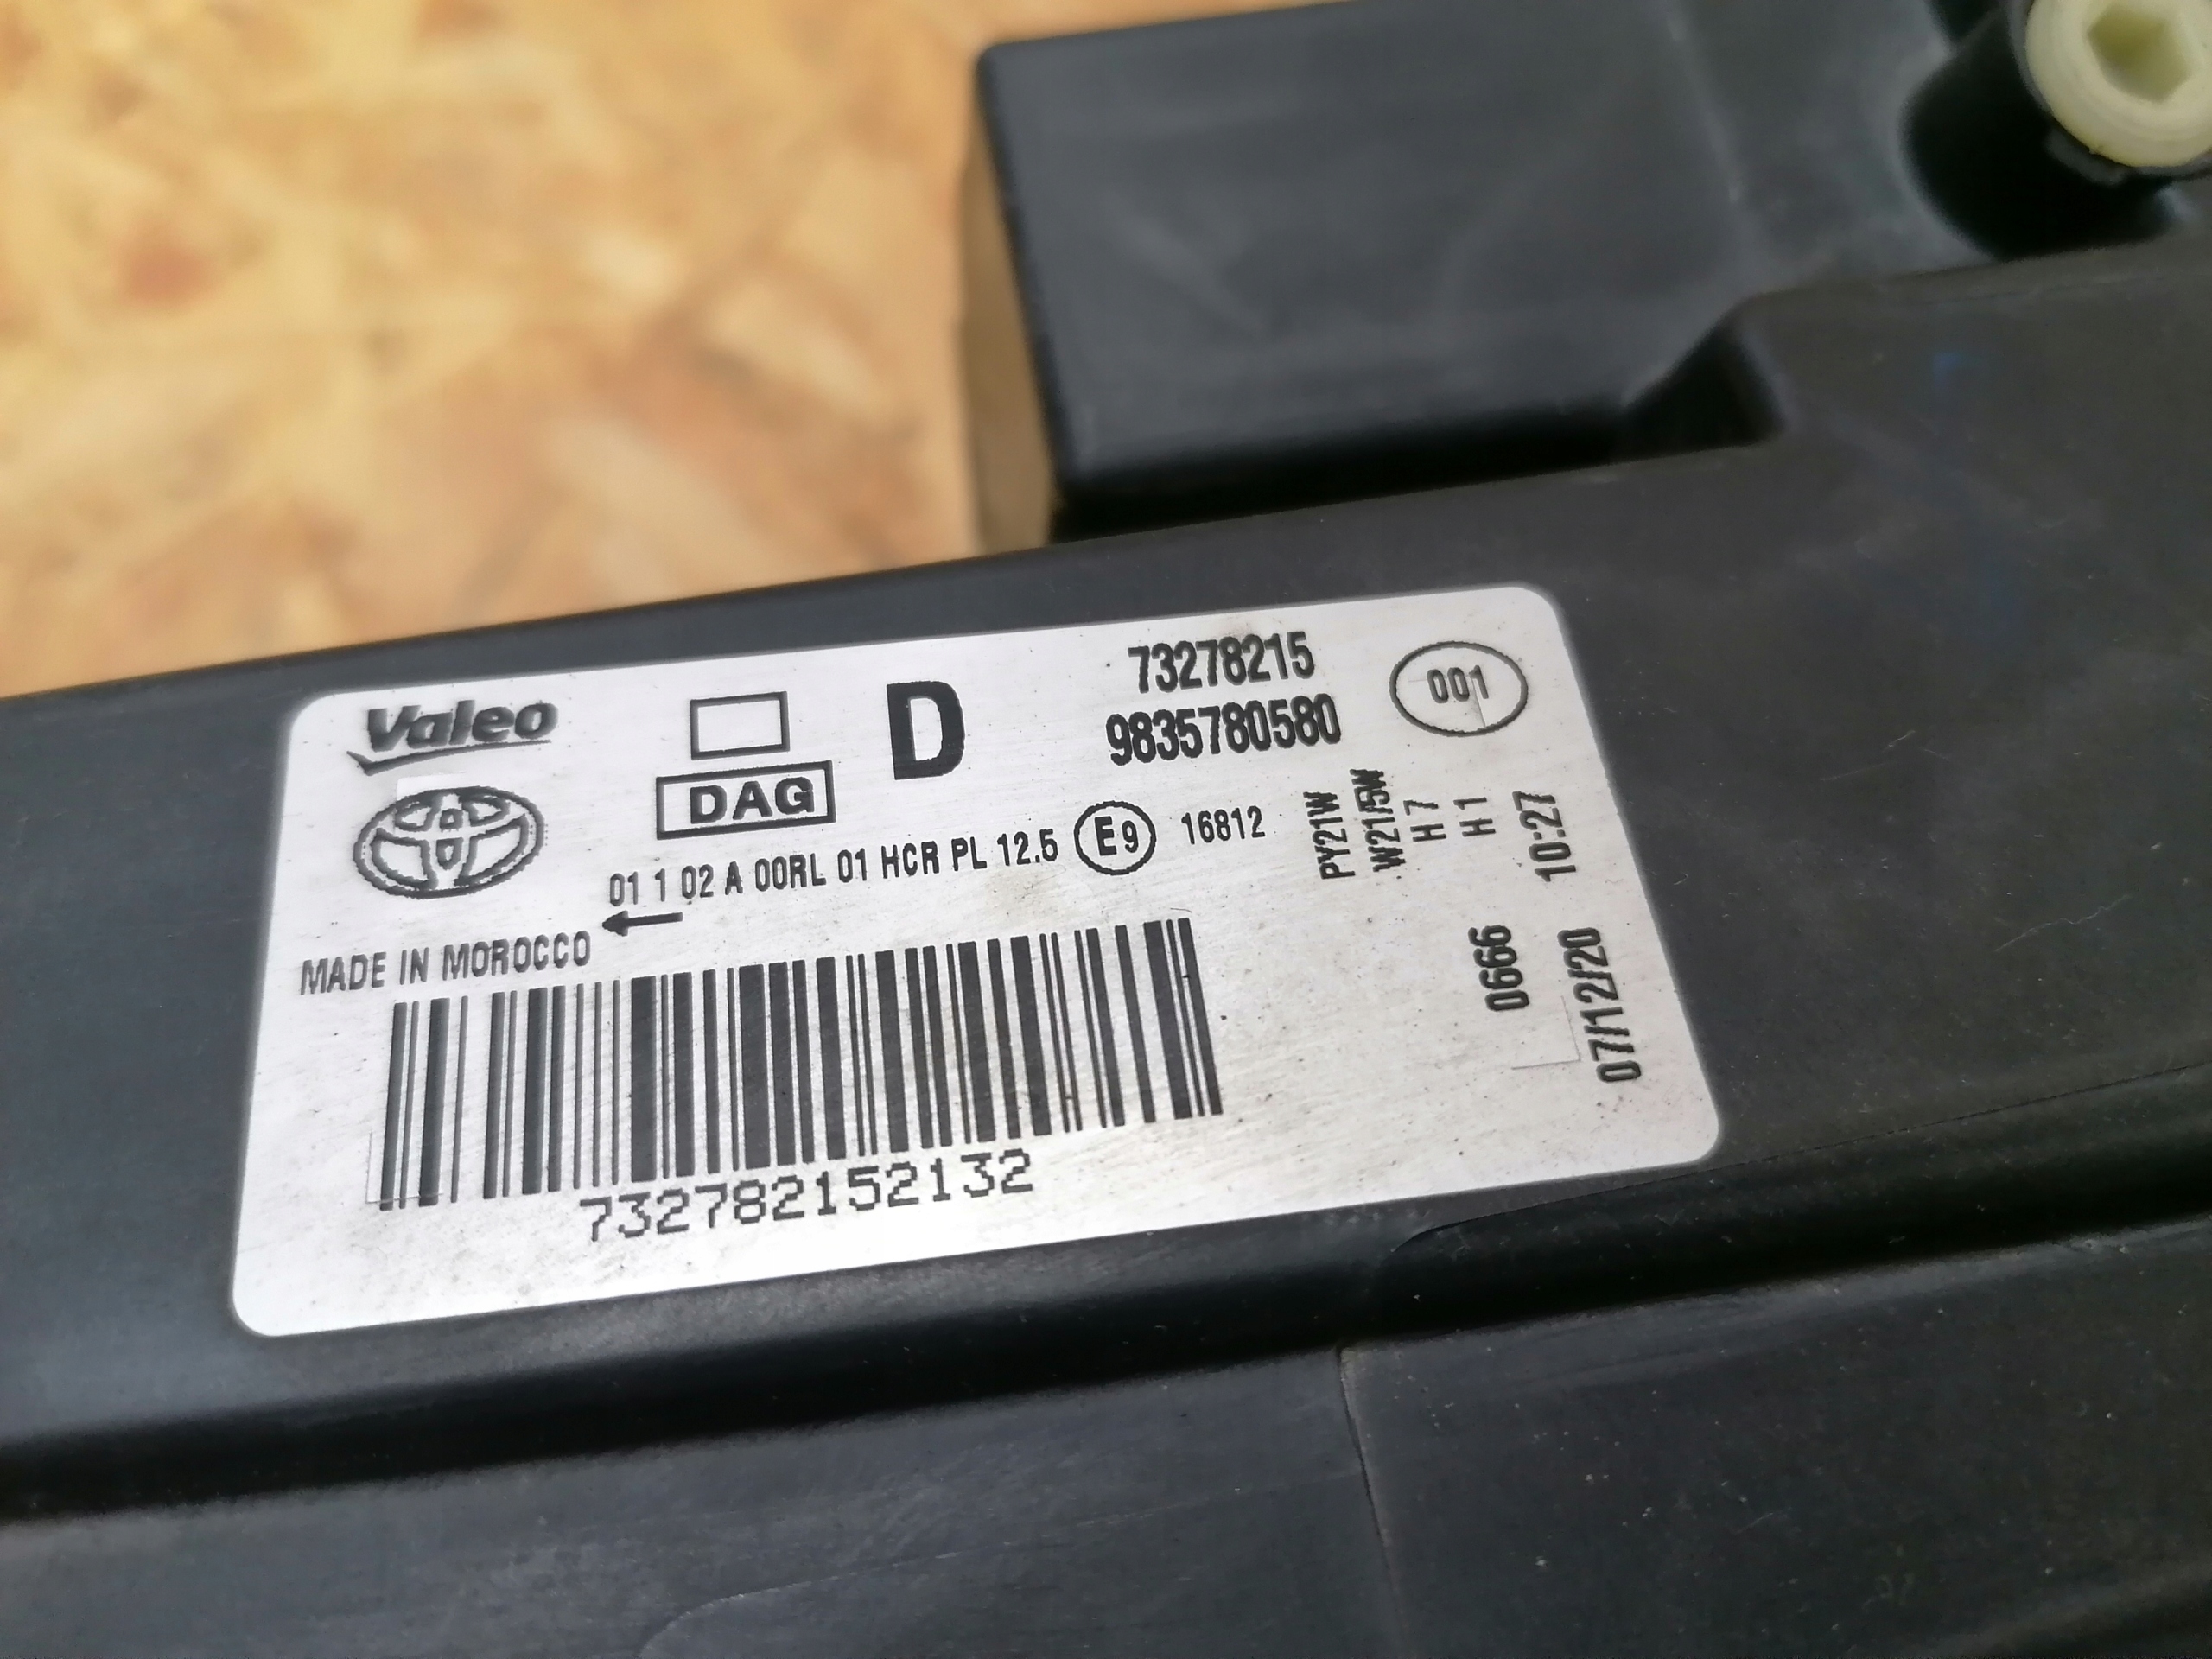 Valeo
DAG
D
73278215
9835780580
001
01 1 02 A 00RL 01 HCR PL 12.5 E9 16812
PY21W
W21/5W
H7
H1
10:27
0666
07/12/20
MADE IN MOROCCO
732782152132